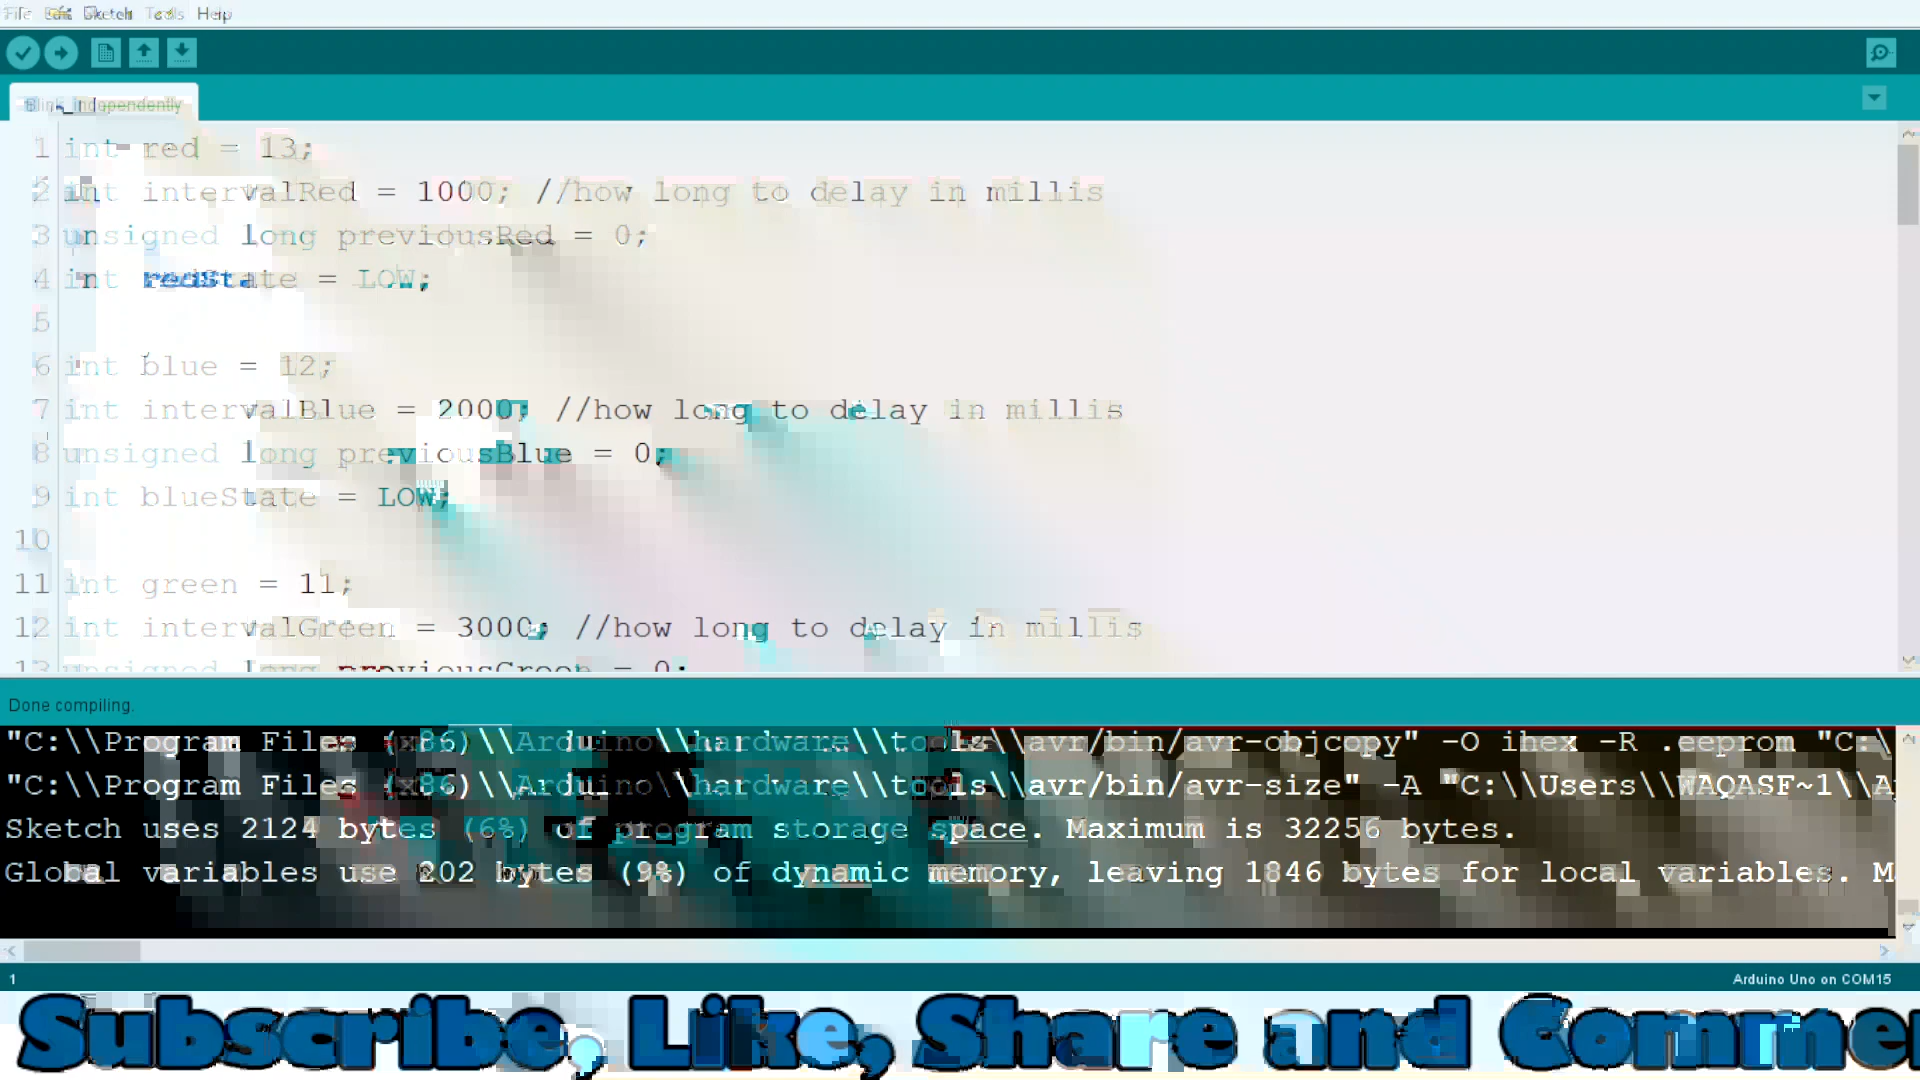 File Edit Sketch Tools Help
Blink_Independently
1 int red = 13;
2 int intervalRed = 1000; //how long to delay in millis
3 unsigned long previousRed = 0;
4 int redState = LOW;
5
6 int blue = 12;
7 int intervalBlue = 2000; //how long to delay in millis
8 unsigned long previousBlue = 0;
9 int blueState = LOW;
10
11 int green = 11;
12 int intervalGreen = 3000; //how long to delay in millis
13 unsigned long previousGreen = 0;
Done compiling.
"C:\\Program Files (x86)\\Arduino\\hardware\\tools\\avr/bin/avr-objcopy" -O ihex -R .eeprom "C:\
"C:\\Program Files (x86)\\Arduino\\hardware\\tools\\avr/bin/avr-size" -A "C:\\Users\\WAQASF~1\\A
Sketch uses 2124 bytes (6%) of program storage space. Maximum is 32256 bytes.
Global variables use 202 bytes (9%) of dynamic memory, leaving 1846 bytes for local variables. M
1
Arduino Uno on COM15
Subscribe, Like, Share and Comme